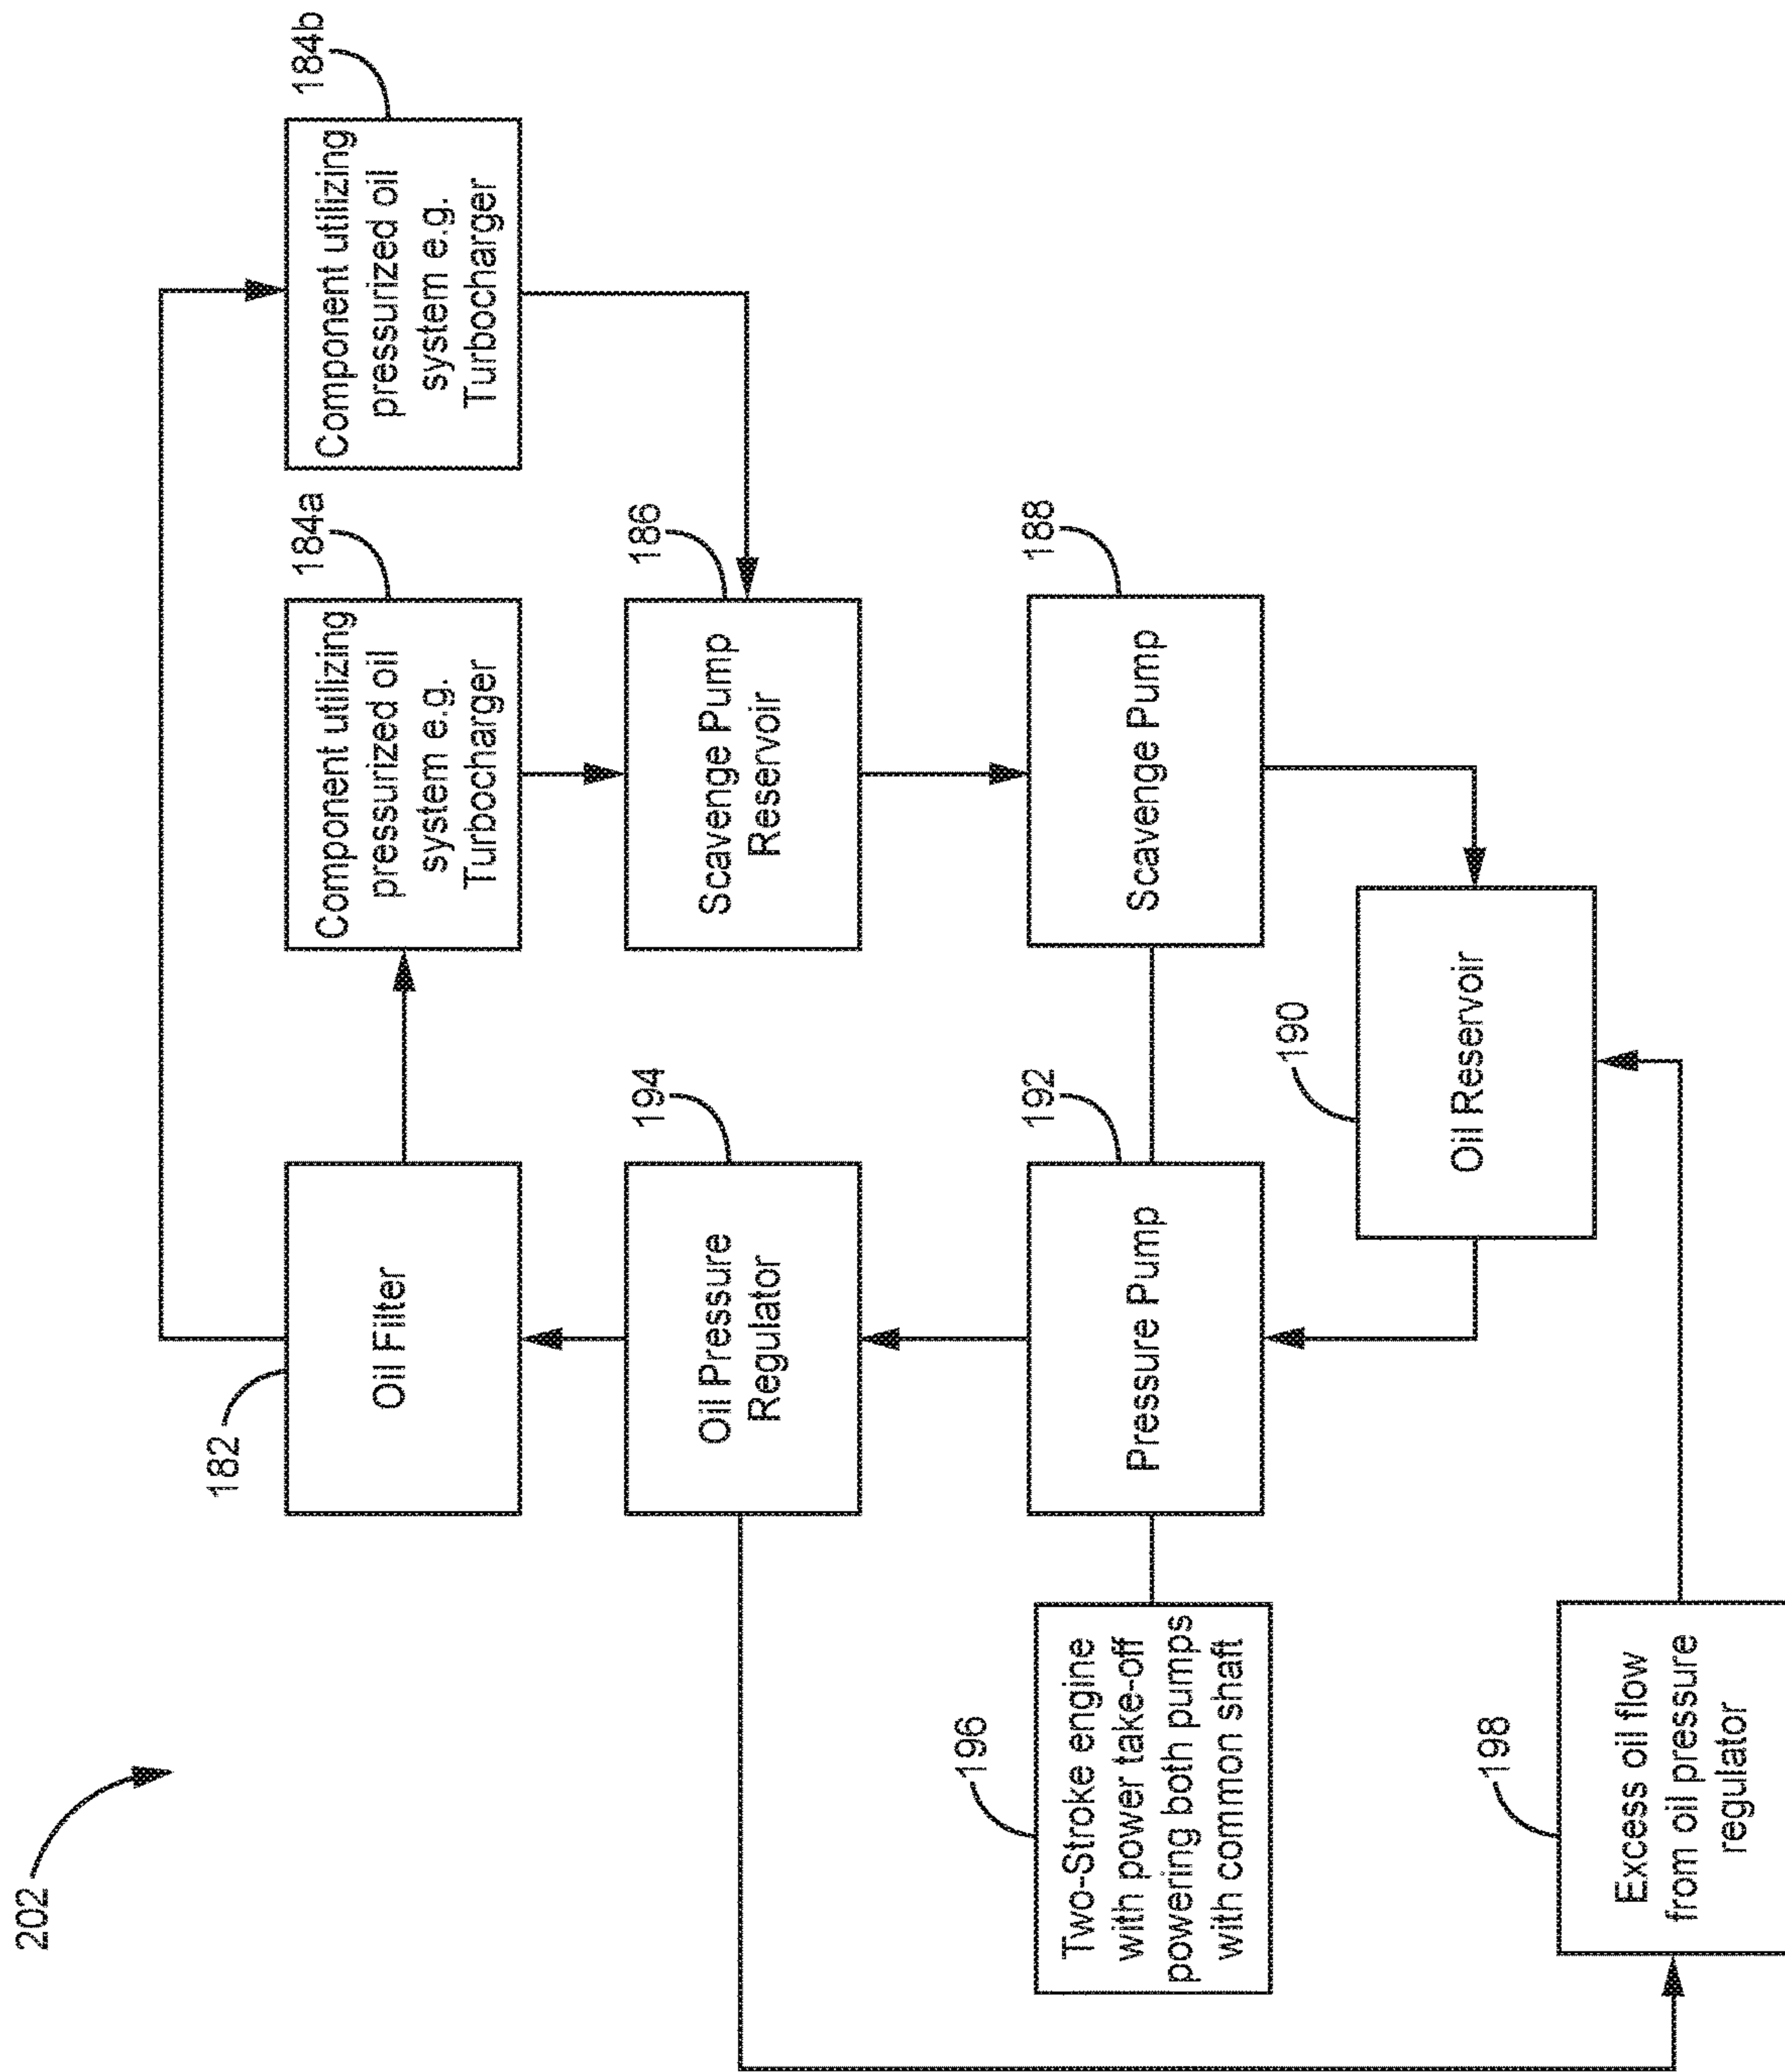 202
182
Oil Filter
184a
Component utilizing
pressurized oil
system e.g.
Turbocharger
184b
Component utilizing
pressurized oil
system e.g.
Turbocharger
194
Oil Pressure
Regulator
186
Scavenge Pump
Reservoir
196
Two-Stroke engine
with power take-off
powering both pumps
with common shaft
192
Pressure Pump
188
Scavenge Pump
190
Oil Reservoir
198
Excess oil flow
from oil pressure
regulator